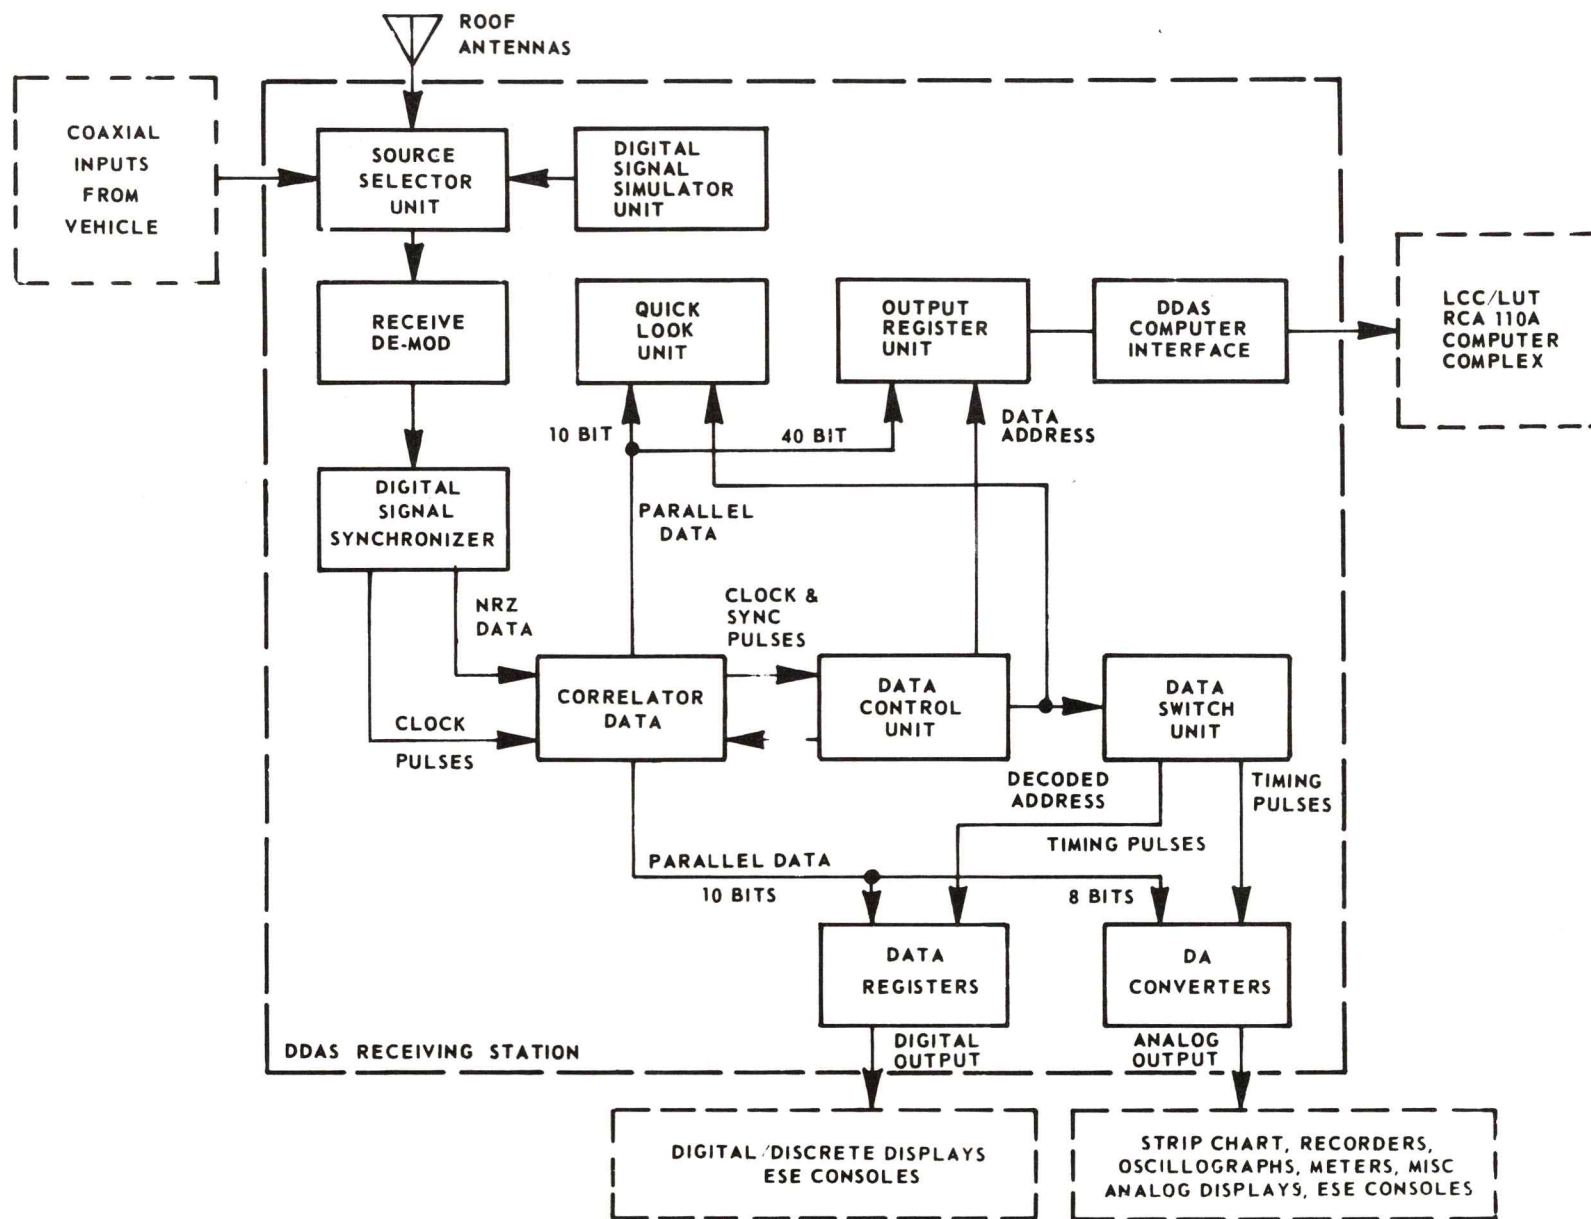 ROOF
ANTENNAS
COAXIAL
INPUTS
FROM
VEHICLE
SOURCE
SELECTOR
UNIT
DIGITAL
SIGNAL
SIMULATOR
UNIT
RECEIVE
DE-MOD
QUICK
LOOK
UNIT
OUTPUT
REGISTER
UNIT
DDAS
COMPUTER
INTERFACE
LCC/LUT
RCA 110A
COMPUTER
COMPLEX
10 BIT
40 BIT
DATA
ADDRESS
DIGITAL
SIGNAL
SYNCHRONIZER
PARALLEL
DATA
NRZ
DATA
CLOCK &
SYNC
PULSES
CORRELATOR
DATA
DATA
CONTROL
UNIT
DATA
SWITCH
UNIT
CLOCK
PULSES
DECODED
ADDRESS
TIMING
PULSES
TIMING PULSES
PARALLEL DATA
10 BITS
8 BITS
DATA
REGISTERS
DA
CONVERTERS
DDAS RECEIVING STATION
DIGITAL
OUTPUT
ANALOG
OUTPUT
DIGITAL/DISCRETE DISPLAYS
ESE CONSOLES
STRIP CHART, RECORDERS,
OSCILLOGRAPHS, METERS, MISC
ANALOG DISPLAYS, ESE CONSOLES